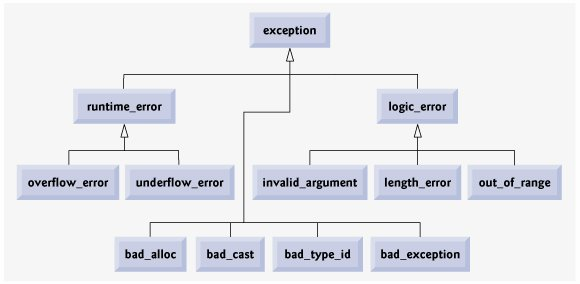 exception
runtime_error
logic_error
overflow_error
underflow_error
invalid_argument
length_error
out_of_range
bad_alloc
bad_cast
bad_type_id
bad_exception